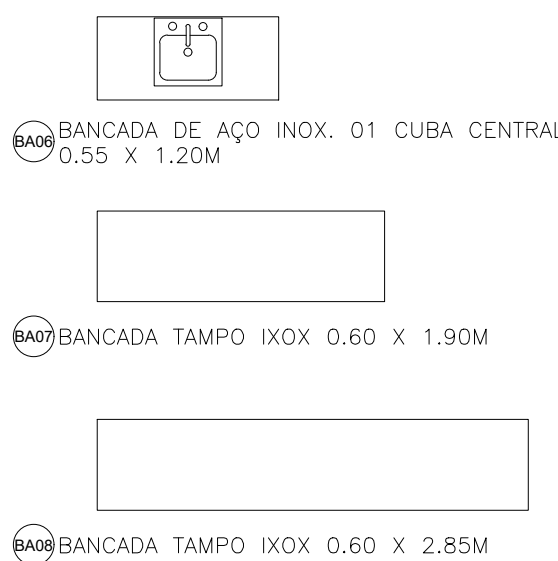 BA06 BANCADA DE AÇO INOX. 01 CUBA CENTRAL
0.55 X 1.20M
BA07 BANCADA TAMPO IXOX 0.60 X 1.90M
BA08 BANCADA TAMPO IXOX 0.60 X 2.85M